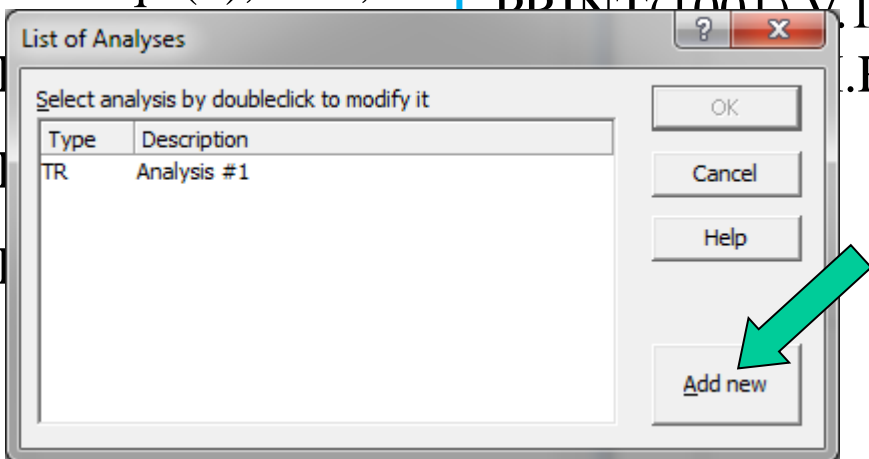 List of Analyses
Select analysis by doubleclick to modify it
Type Description
TR Analysis #1
OK
Cancel
Help
Add new